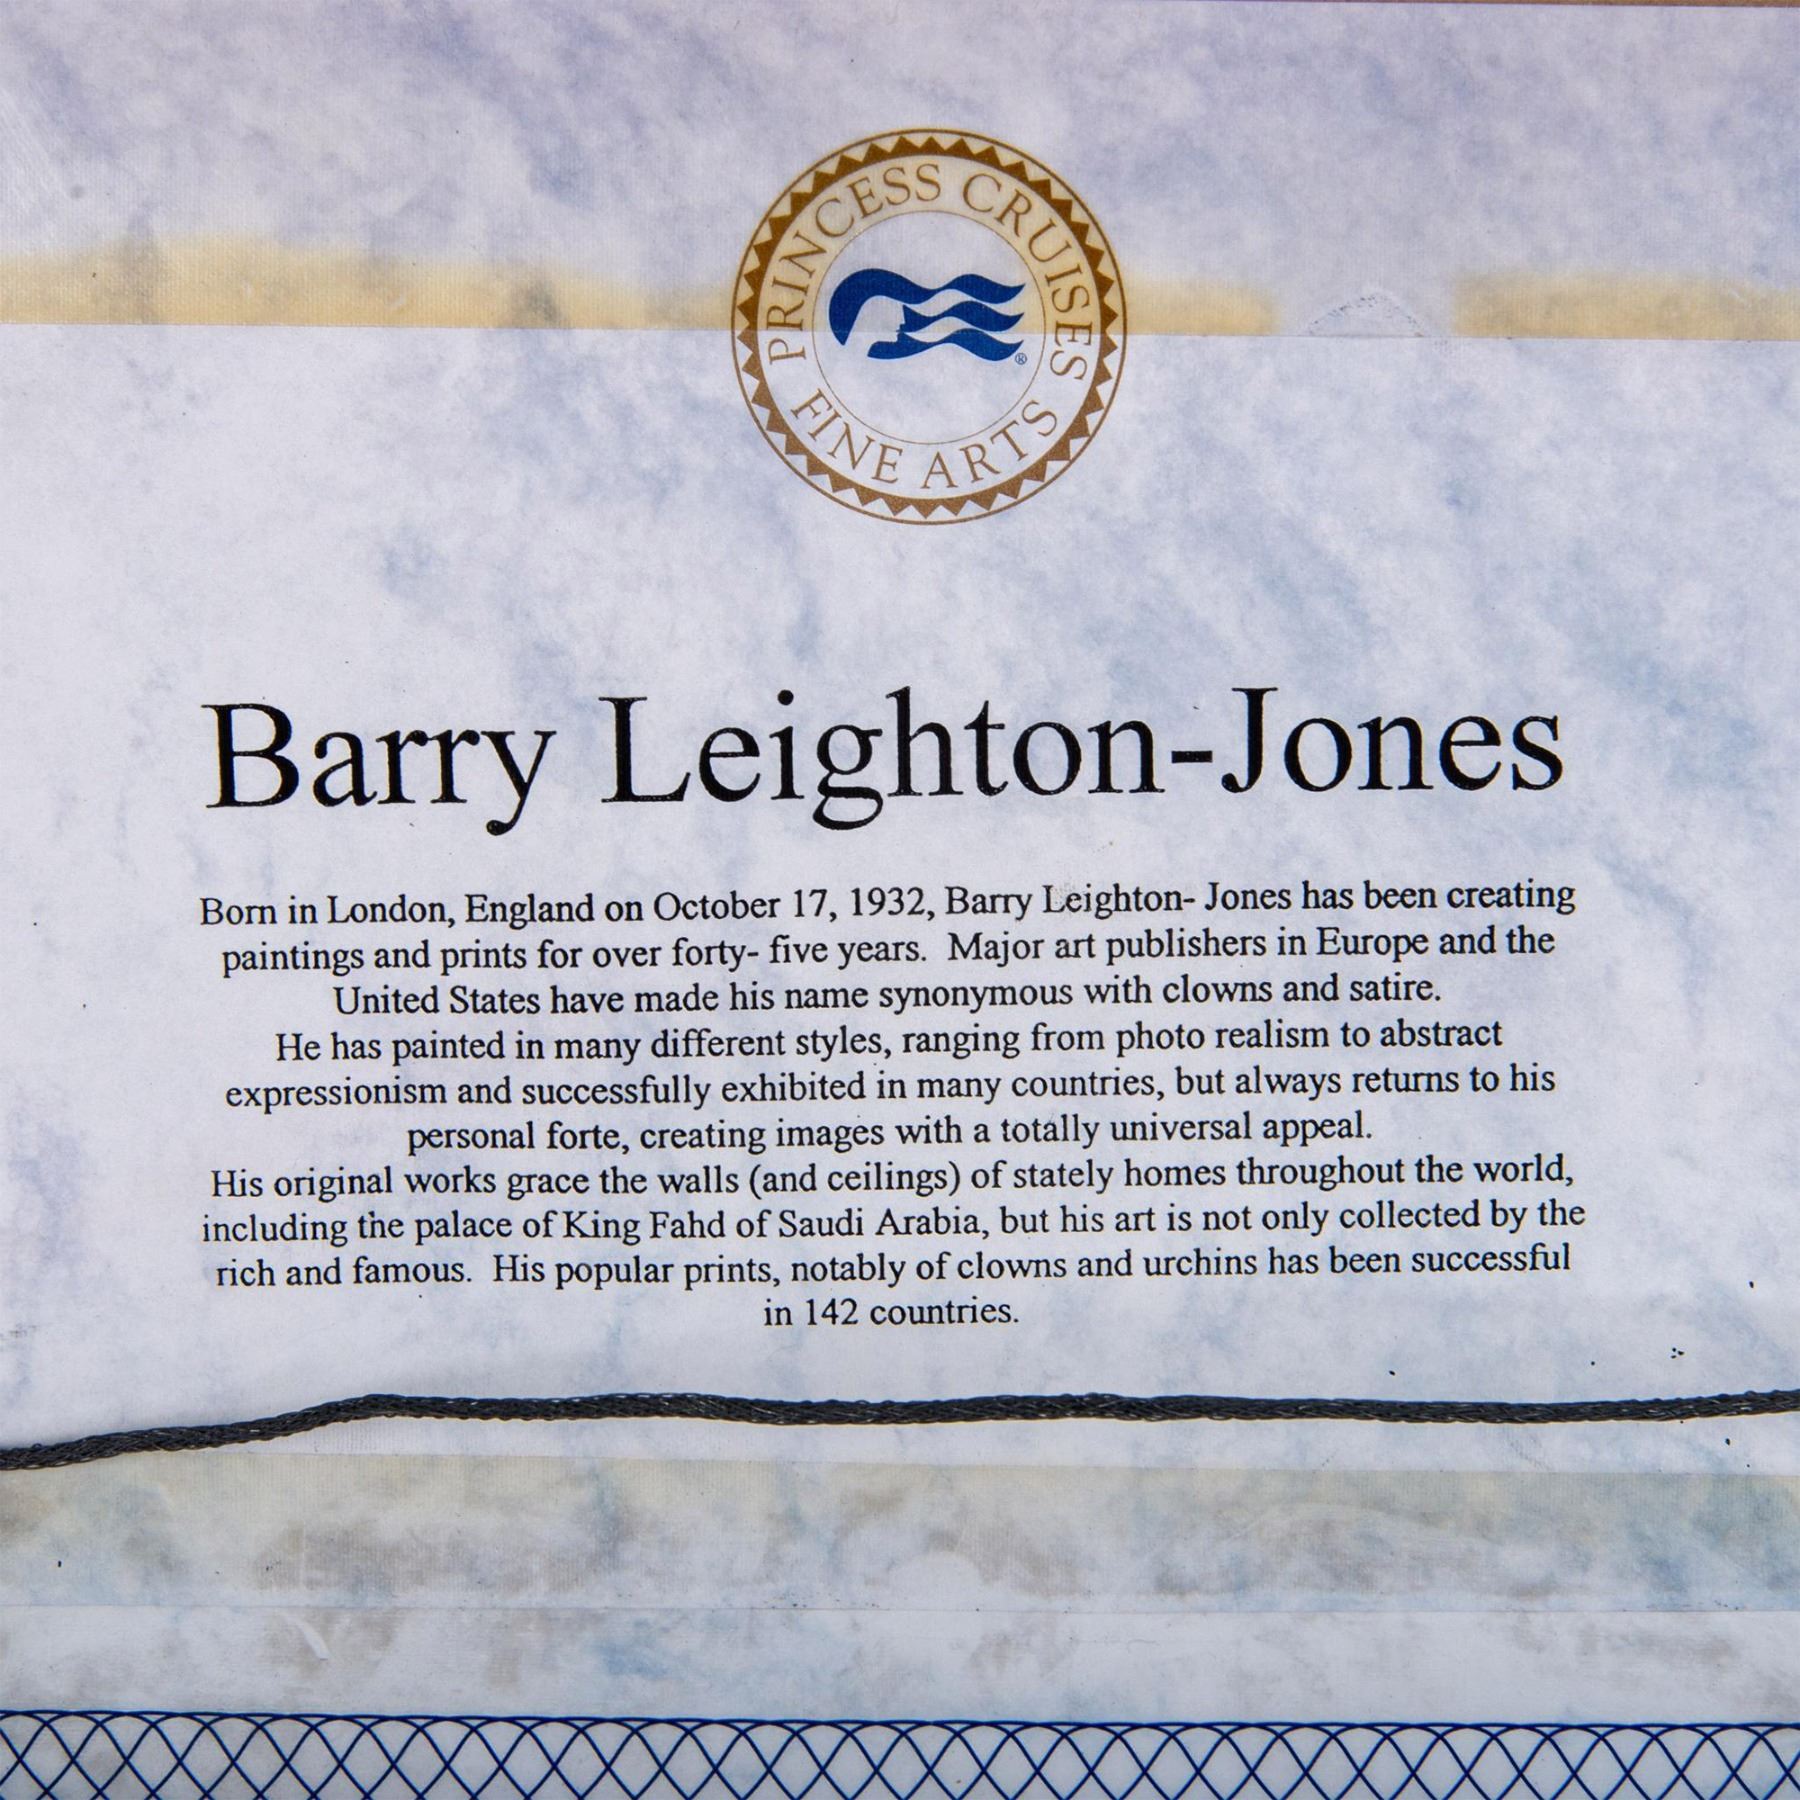 PRINCESS CRUISES
FINE ARTS
®
Barry Leighton-Jones
Born in London, England on October 17, 1932, Barry Leighton- Jones has been creating
paintings and prints for over forty- five years.  Major art publishers in Europe and the
United States have made his name synonymous with clowns and satire.
He has painted in many different styles, ranging from photo realism to abstract
expressionism and successfully exhibited in many countries, but always returns to his
personal forte, creating images with a totally universal appeal.
His original works grace the walls (and ceilings) of stately homes throughout the world,
including the palace of King Fahd of Saudi Arabia, but his art is not only collected by the
rich and famous.  His popular prints, notably of clowns and urchins has been successful
in 142 countries.